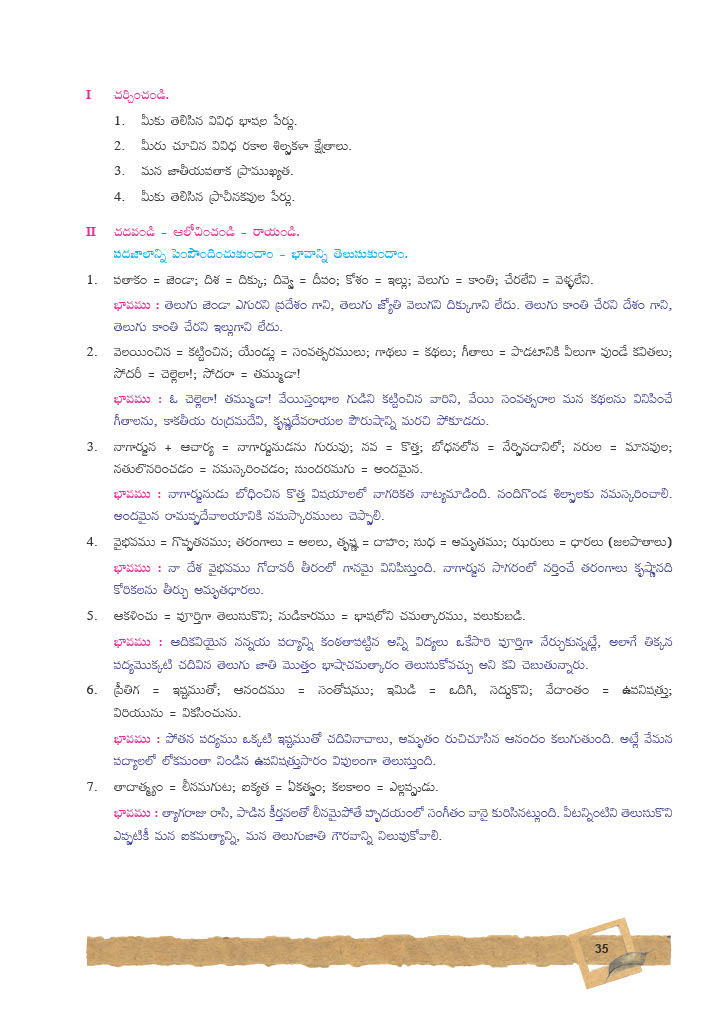 I చర్చించండి.
1. మీకు తెలిసిన వివిధ భాషల పేర్లు.
2. మీరు చూచిన వివిధ రకాల శిల్పకళా క్షేత్రాలు.
3. మన జాతీయపతాక ప్రాముఖ్యత.
4. మీకు తెలిసిన ప్రాచీనకవుల పేర్లు.
II చదవండి - ఆలోచించండి - రాయండి.
పదజాలాన్ని పెంపొందించుకుందాం - భావాన్ని తెలుసుకుందాం.
1. పతాకం = జెండా; దిశ = దిక్కు; దివ్వె = దీపం; కోశం = ఇల్లు; వెలుగు = కాంతి; చేరలేని = వెళ్ళలేని.
భావము : తెలుగు జెండా ఎగురని ప్రదేశం గాని, తెలుగు జ్యోతి వెలుగని దిక్కుగాని లేదు. తెలుగు కాంతి చేరని దేశం గాని,
తెలుగు కాంతి చేరని ఇల్లుగాని లేదు.
2. వెలయించిన = కట్టించిన; యేండ్లు = సంవత్సరములు; గాథలు = కథలు; గీతాలు = పాడటానికి వీలుగా వుండే కవితలు;
సోదరీ = చెల్లెలా!; సోదరా = తమ్ముడా!
భావము : ఓ చెల్లెలా! తమ్ముడా! వేయిస్తంభాల గుడిని కట్టించిన వారిని, వేయి సంవత్సరాల మన కథలను వినిపించే
గీతాలను, కాకతీయ రుద్రమదేవి, కృష్ణదేవరాయల పౌరుషాన్ని మరచి పోకూడదు.
3. నాగార్జున + ఆచార్య = నాగార్జునుడను గురువు; నవ = కొత్త; బోధనలోన = నేర్పినదానిలో; నరుల = మానవుల;
నతులొనరించడం = నమస్కరించడం; సుందరమగు = అందమైన.
భావము : నాగార్జునుడు బోధించిన కొత్త విషయాలలో నాగరికత నాట్యమాడింది. నందిగొండ శిల్పాలకు నమస్కరించాలి.
అందమైన రామప్పదేవాలయానికి నమస్కారములు చెప్పాలి.
4. వైభవము = గొప్పతనము; తరంగాలు = అలలు, తృష్ణ = దాహం; సుధ = అమృతము; ఝరులు = ధారలు (జలపాతాలు)
భావము : నా దేశ వైభవము గోదావరీ తీరంలో గానమై వినిపిస్తుంది. నాగార్జున సాగరంలో నర్తించే తరంగాలు కృష్ణానది
కోరికలను తీర్చు అమృతధారలు.
5. ఆకళించు = పూర్తిగా తెలుసుకొని; నుడికారము = భాషలోని చమత్కారము, పలుకుబడి.
భావము : ఆదికవియైన నన్నయ పద్యాన్ని కంఠతాపట్టిన అన్ని విద్యలు ఒకేసారి పూర్తిగా నేర్చుకున్నట్లే, అలాగే తిక్కన
పద్యమొక్కటి చదివిన తెలుగు జాతి మొత్తం భాషాచమత్కారం తెలుసుకోవచ్చు అని కవి చెబుతున్నారు.
6. ప్రీతిగ = ఇష్టముతో; ఆనందము = సంతోషము; ఇమిడి = ఒదిగి, సద్దుకొని; వేదాంతం = ఉపనిషత్తు;
విరియును = వికసించును.
భావము : పోతన పద్యము ఒక్కటి ఇష్టముతో చదివినాచాలు, అమృతం రుచిచూసిన ఆనందం కలుగుతుంది. అట్లే వేమన
పద్యాలలో లోకమంతా నిండిన ఉపనిషత్తుసారం విపులంగా తెలుస్తుంది.
7. తాదాత్మ్యం = లీనమగుట; ఐక్యత = ఏకత్వం; కలకాలం = ఎల్లప్పుడు.
భావము : త్యాగరాజు రాసి, పాడిన కీర్తనలతో లీనమైపోతే హృదయంలో సంగీతం వానై కురిసినట్లుంది. వీటన్నింటిని తెలుసుకొని
ఎప్పటికీ మన ఐకమత్యాన్ని, మన తెలుగుజాతి గౌరవాన్ని నిలుపుకోవాలి.
35